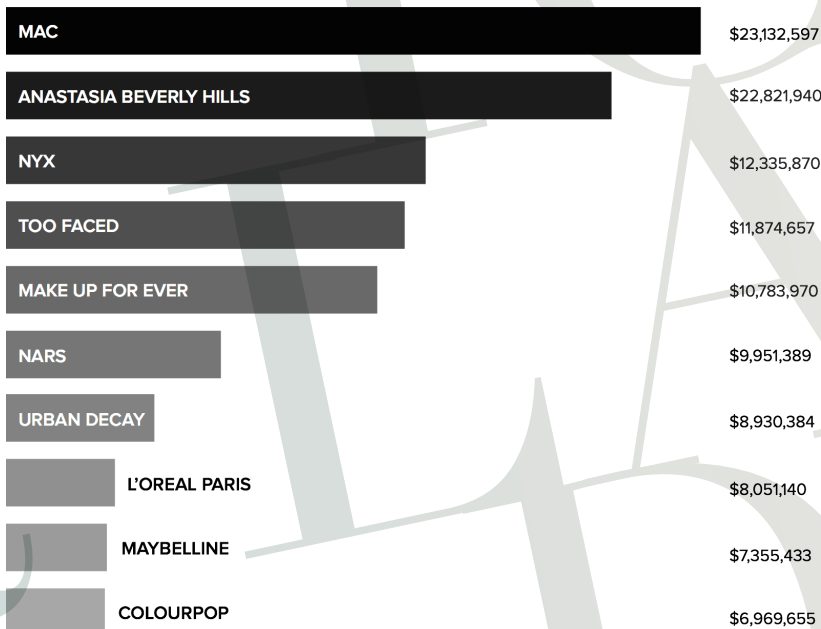 MAC $23,132,597
ANASTASIA BEVERLY HILLS $22,821,940
NYX $12,335,870
TOO FACED $11,874,657
MAKE UP FOR EVER $10,783,970
NARS $9,951,389
URBAN DECAY $8,930,384
L'OREAL PARIS $8,051,140
MAYBELLINE $7,355,433
COLOURPOP $6,969,655